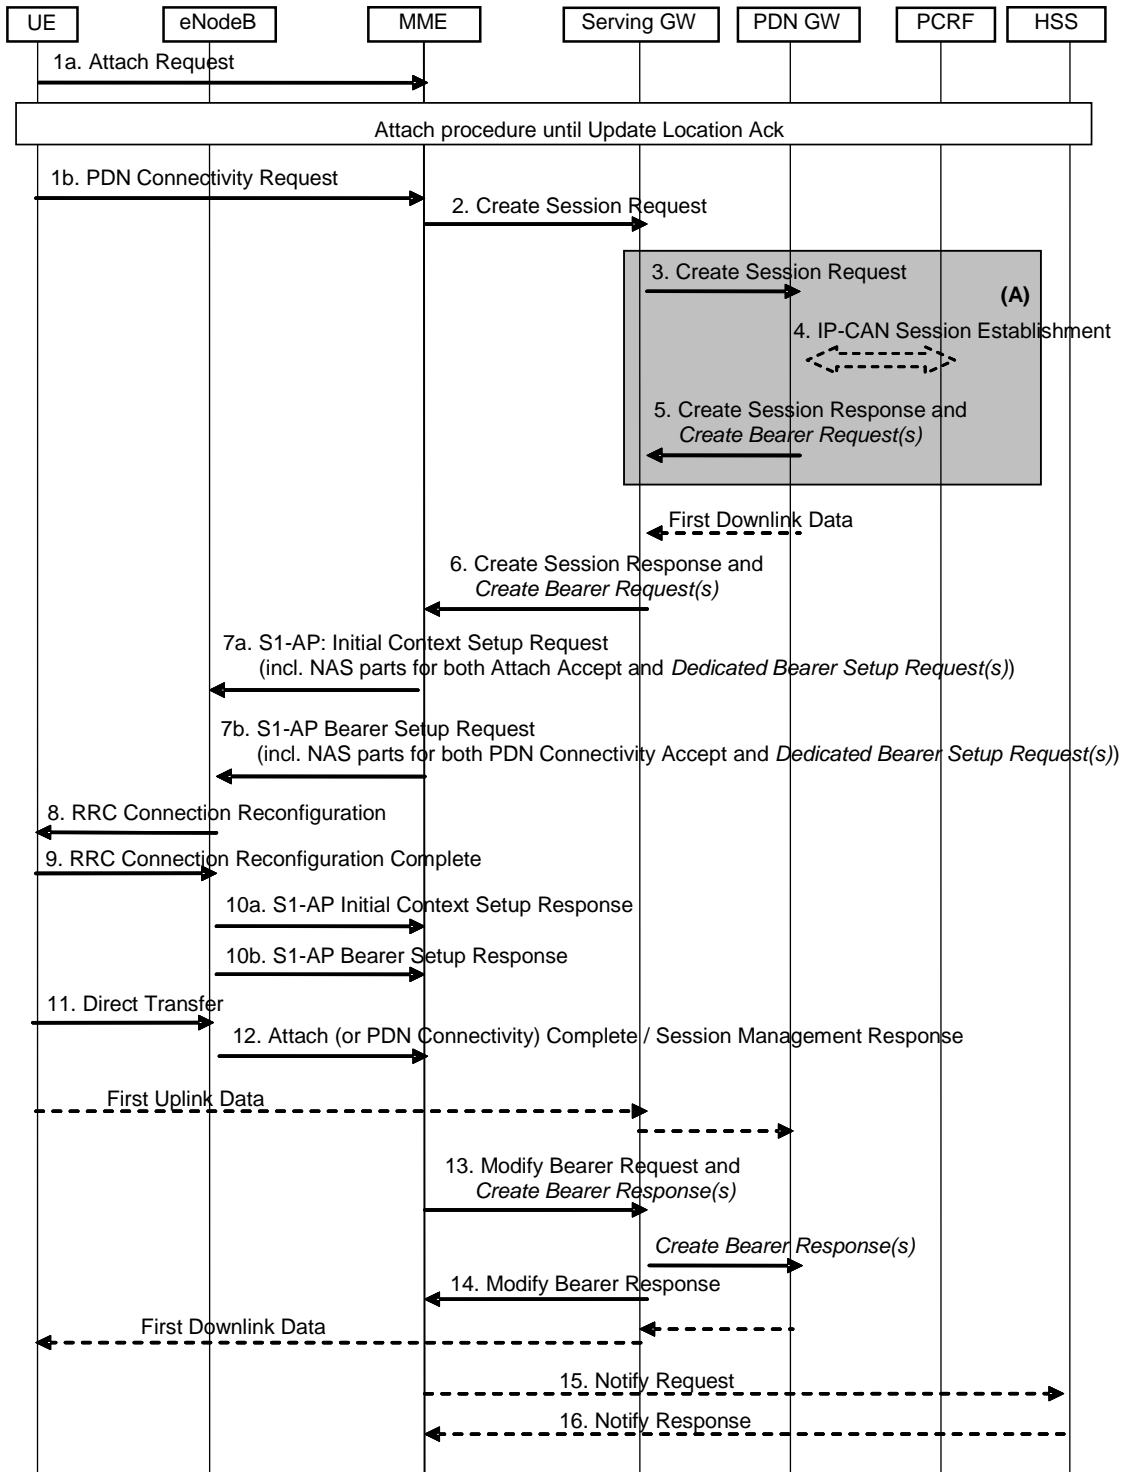 UE
eNodeB
MME
Serving GW
PDN GW
PCRF
HSS
1a. Attach Request
Attach procedure until Update Location Ack
1b. PDN Connectivity Request
2. Create Session Request
3. Create Session Request
(A)
4. IP-CAN Session Establishment
5. Create Session Response and
Create Bearer Request(s)
First Downlink Data
6. Create Session Response and
Create Bearer Request(s)
7a. S1-AP: Initial Context Setup Request
(incl. NAS parts for both Attach Accept and Dedicated Bearer Setup Request(s))
7b. S1-AP Bearer Setup Request
(incl. NAS parts for both PDN Connectivity Accept and Dedicated Bearer Setup Request(s))
8. RRC Connection Reconfiguration
9. RRC Connection Reconfiguration Complete
10a. S1-AP Initial Context Setup Response
10b. S1-AP Bearer Setup Response
11. Direct Transfer
12. Attach (or PDN Connectivity) Complete / Session Management Response
First Uplink Data
13. Modify Bearer Request and
Create Bearer Response(s)
Create Bearer Response(s)
14. Modify Bearer Response
First Downlink Data
15. Notify Request
16. Notify Response